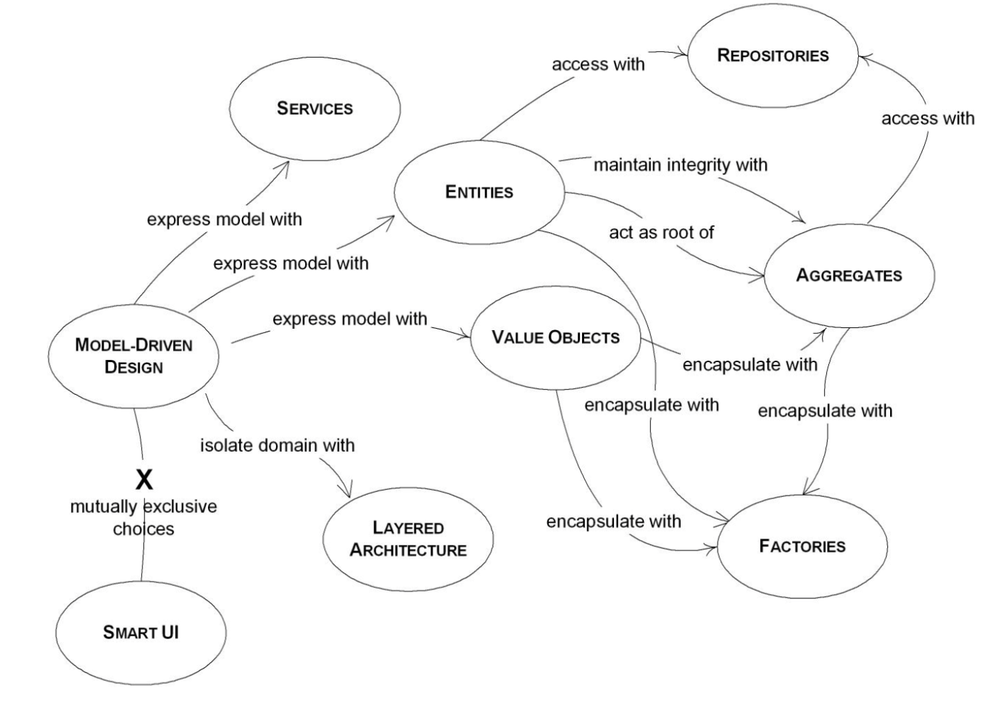 REPOSITORIES
access with
SERVICES
access with
maintain integrity with
ENTITIES
express model with
act as root of
express model with
AGGREGATES
express model with
VALUE OBJECTS
MODEL-DRIVEN
DESIGN
encapsulate with
encapsulate with
encapsulate with
isolate domain with
X
mutually exclusive
choices
encapsulate with
LAYERED
ARCHITECTURE
FACTORIES
SMART UI